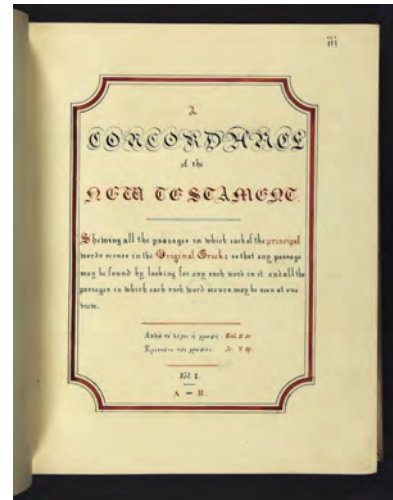 iii
A
CONCORDANCE
of the
NEW TESTAMENT.
Showing all the passages in which each of the principal
words occurs in the Original Greek: so that any passage
may be found by looking for any such word in it and all the
passages in which each such word occurs may be seen at one
view.
Vol. I.
A — H.